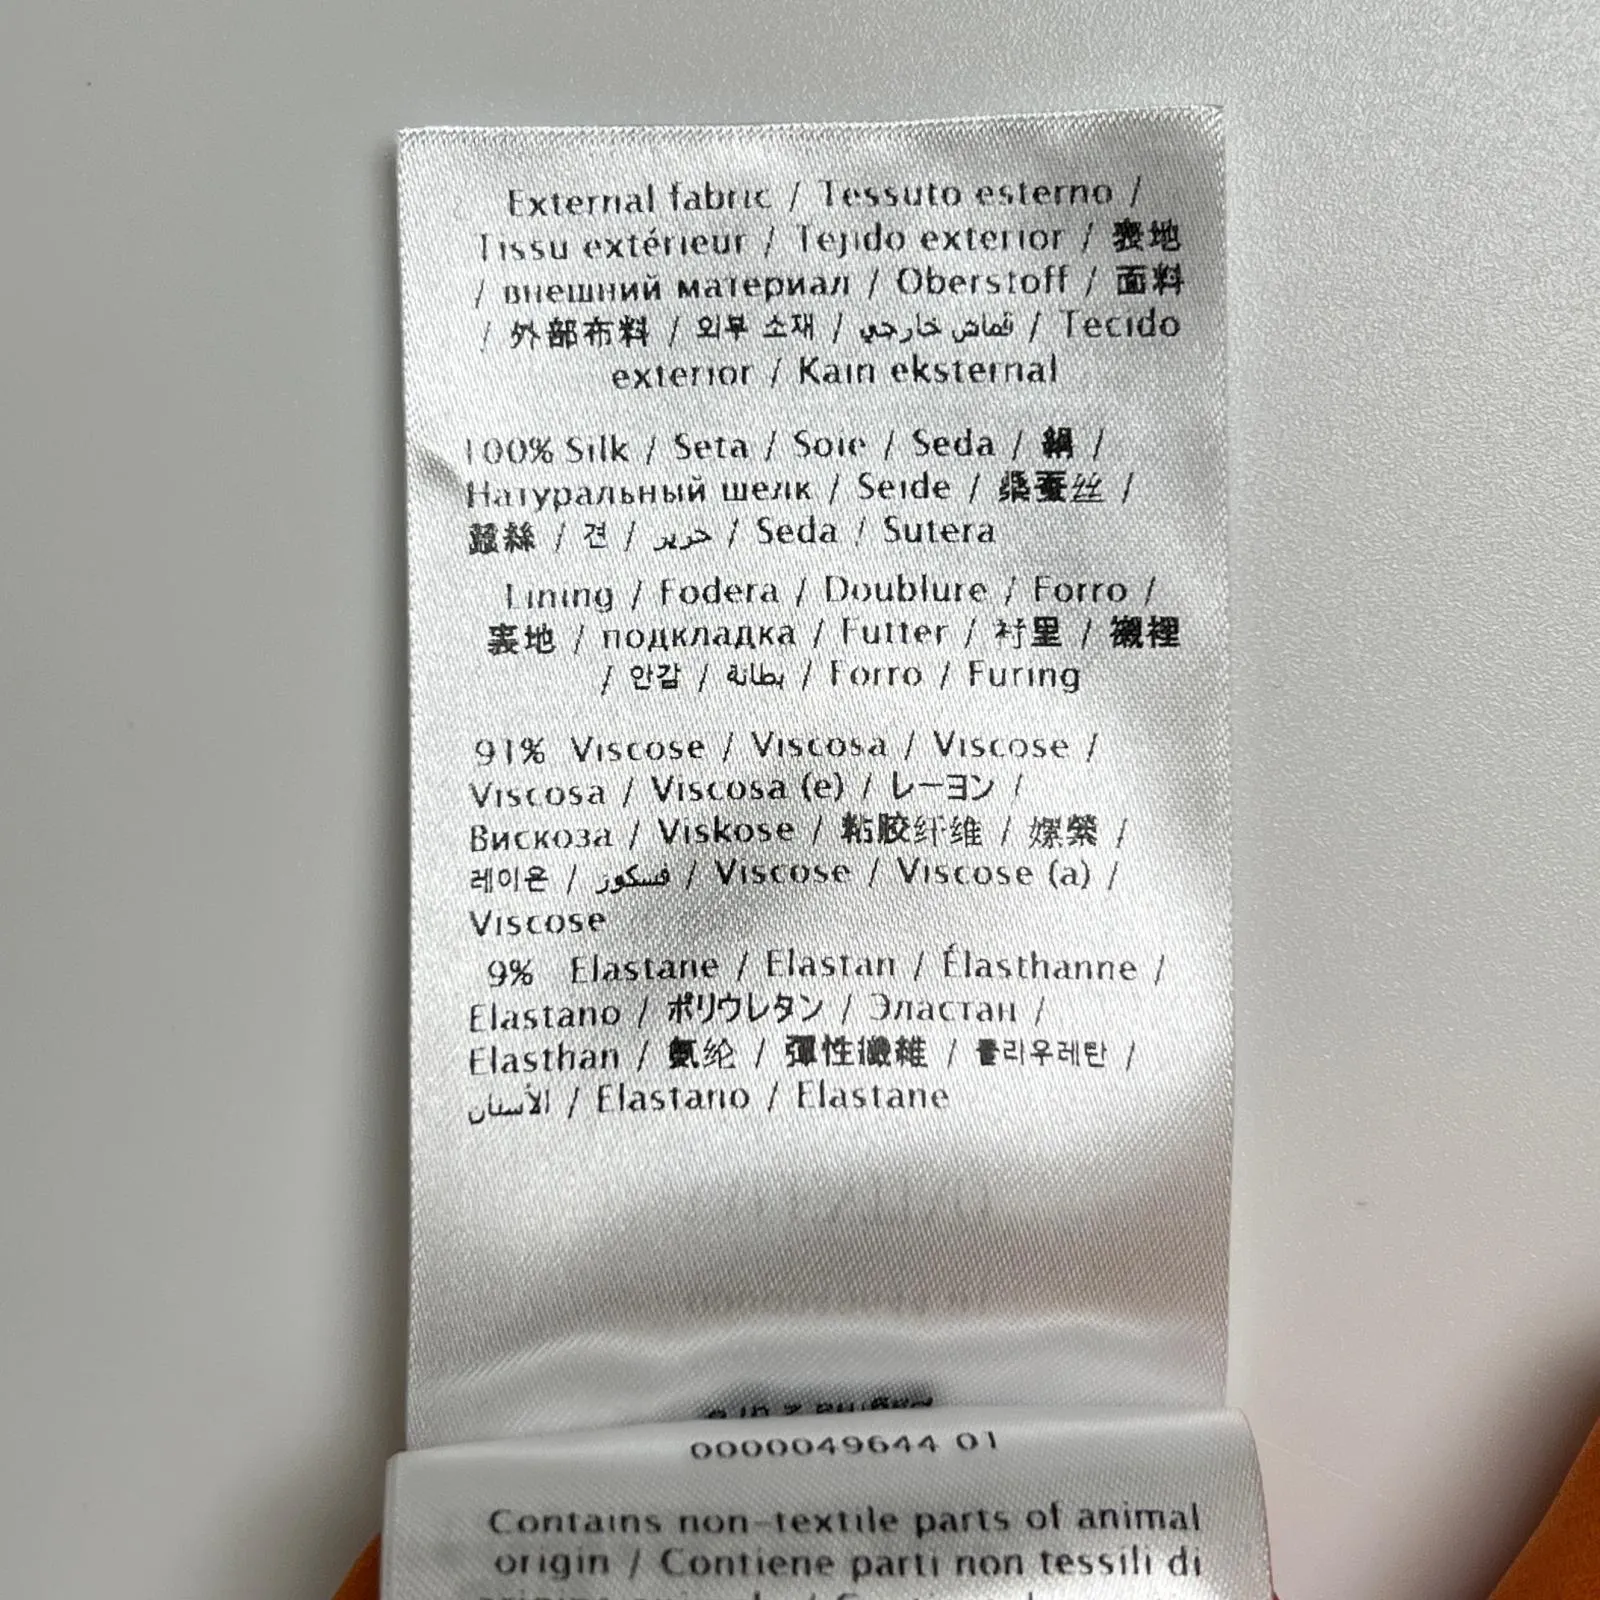 External fabric / Tessuto esterno /
Tissu extérieur / Tejido exterior / 表地
/ внешний материал / Oberstoff / 面料
/ 外部布料 / 외부 소재 / قماش خارجي / Tecido
exterior / Kain eksternal
100% Silk / Seta / Soie / Seda / 絹 /
Натуральный шелк / Seide / 桑蚕丝 /
蠶絲 / 견 / حرير / Seda / Sutera
Lining / Fodera / Doublure / Forro /
裏地 / подкладка / Futter / 衬里 / 襯裡
/ 안감 / بطانة / Forro / Furing
91% Viscose / Viscosa / Viscose /
Viscosa / Viscosa (e) / レーヨン /
Вискоза / Viskose / 粘胶纤维 / 嫘縈 /
레이온 / فسكوز / Viscose / Viscose (a) /
Viscose
9% Elastane / Elastan / Élasthanne /
Elastano / ポリウレタン / Эластан /
Elasthan / 氨纶 / 彈性纖維 / 폴리우레탄 /
الأستان / Elastano / Elastane
0000049644 01
Contains non-textile parts of animal
origin / Contiene parti non tessili di